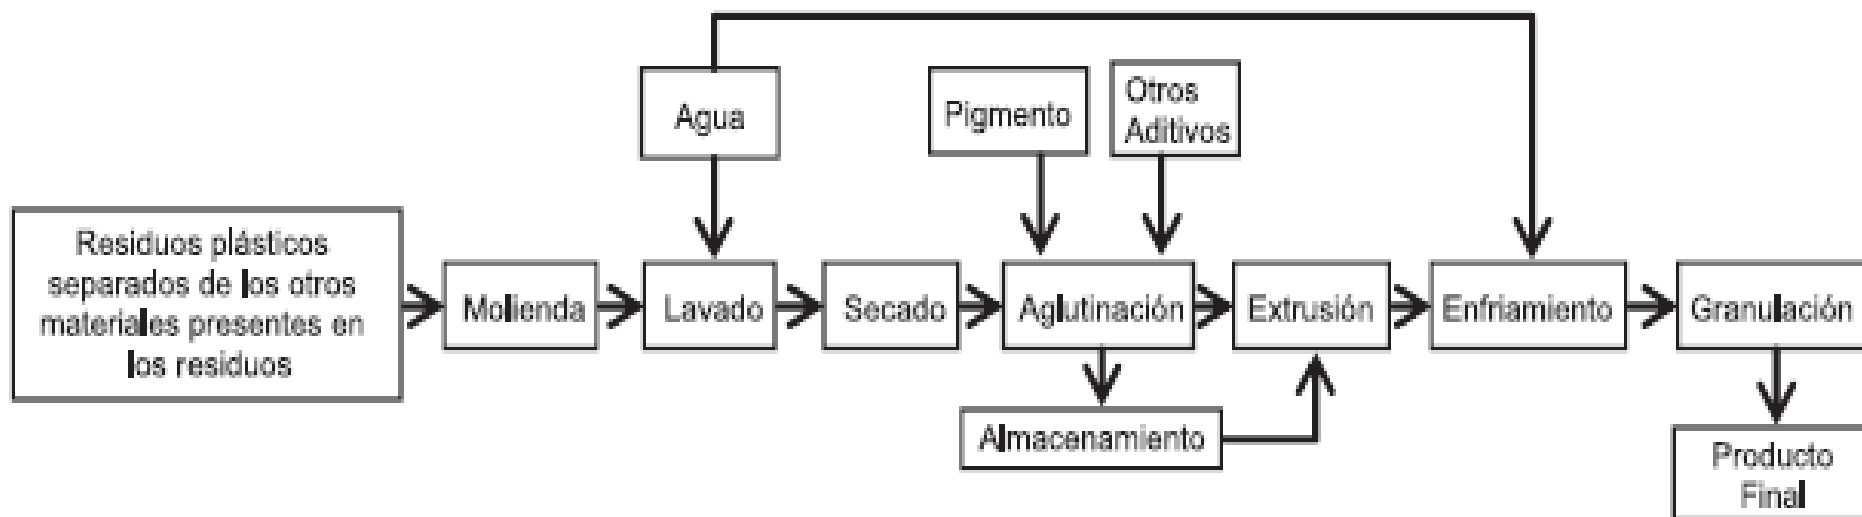 Agua
Pigmento
Otros
Aditivos
Residuos plásticos
separados de los otros
materiales presentes en
los residuos
Molienda
Lavado
Secado
Aglutinación
Extrusión
Enfriamiento
Granulación
Almacenamiento
Producto
Final